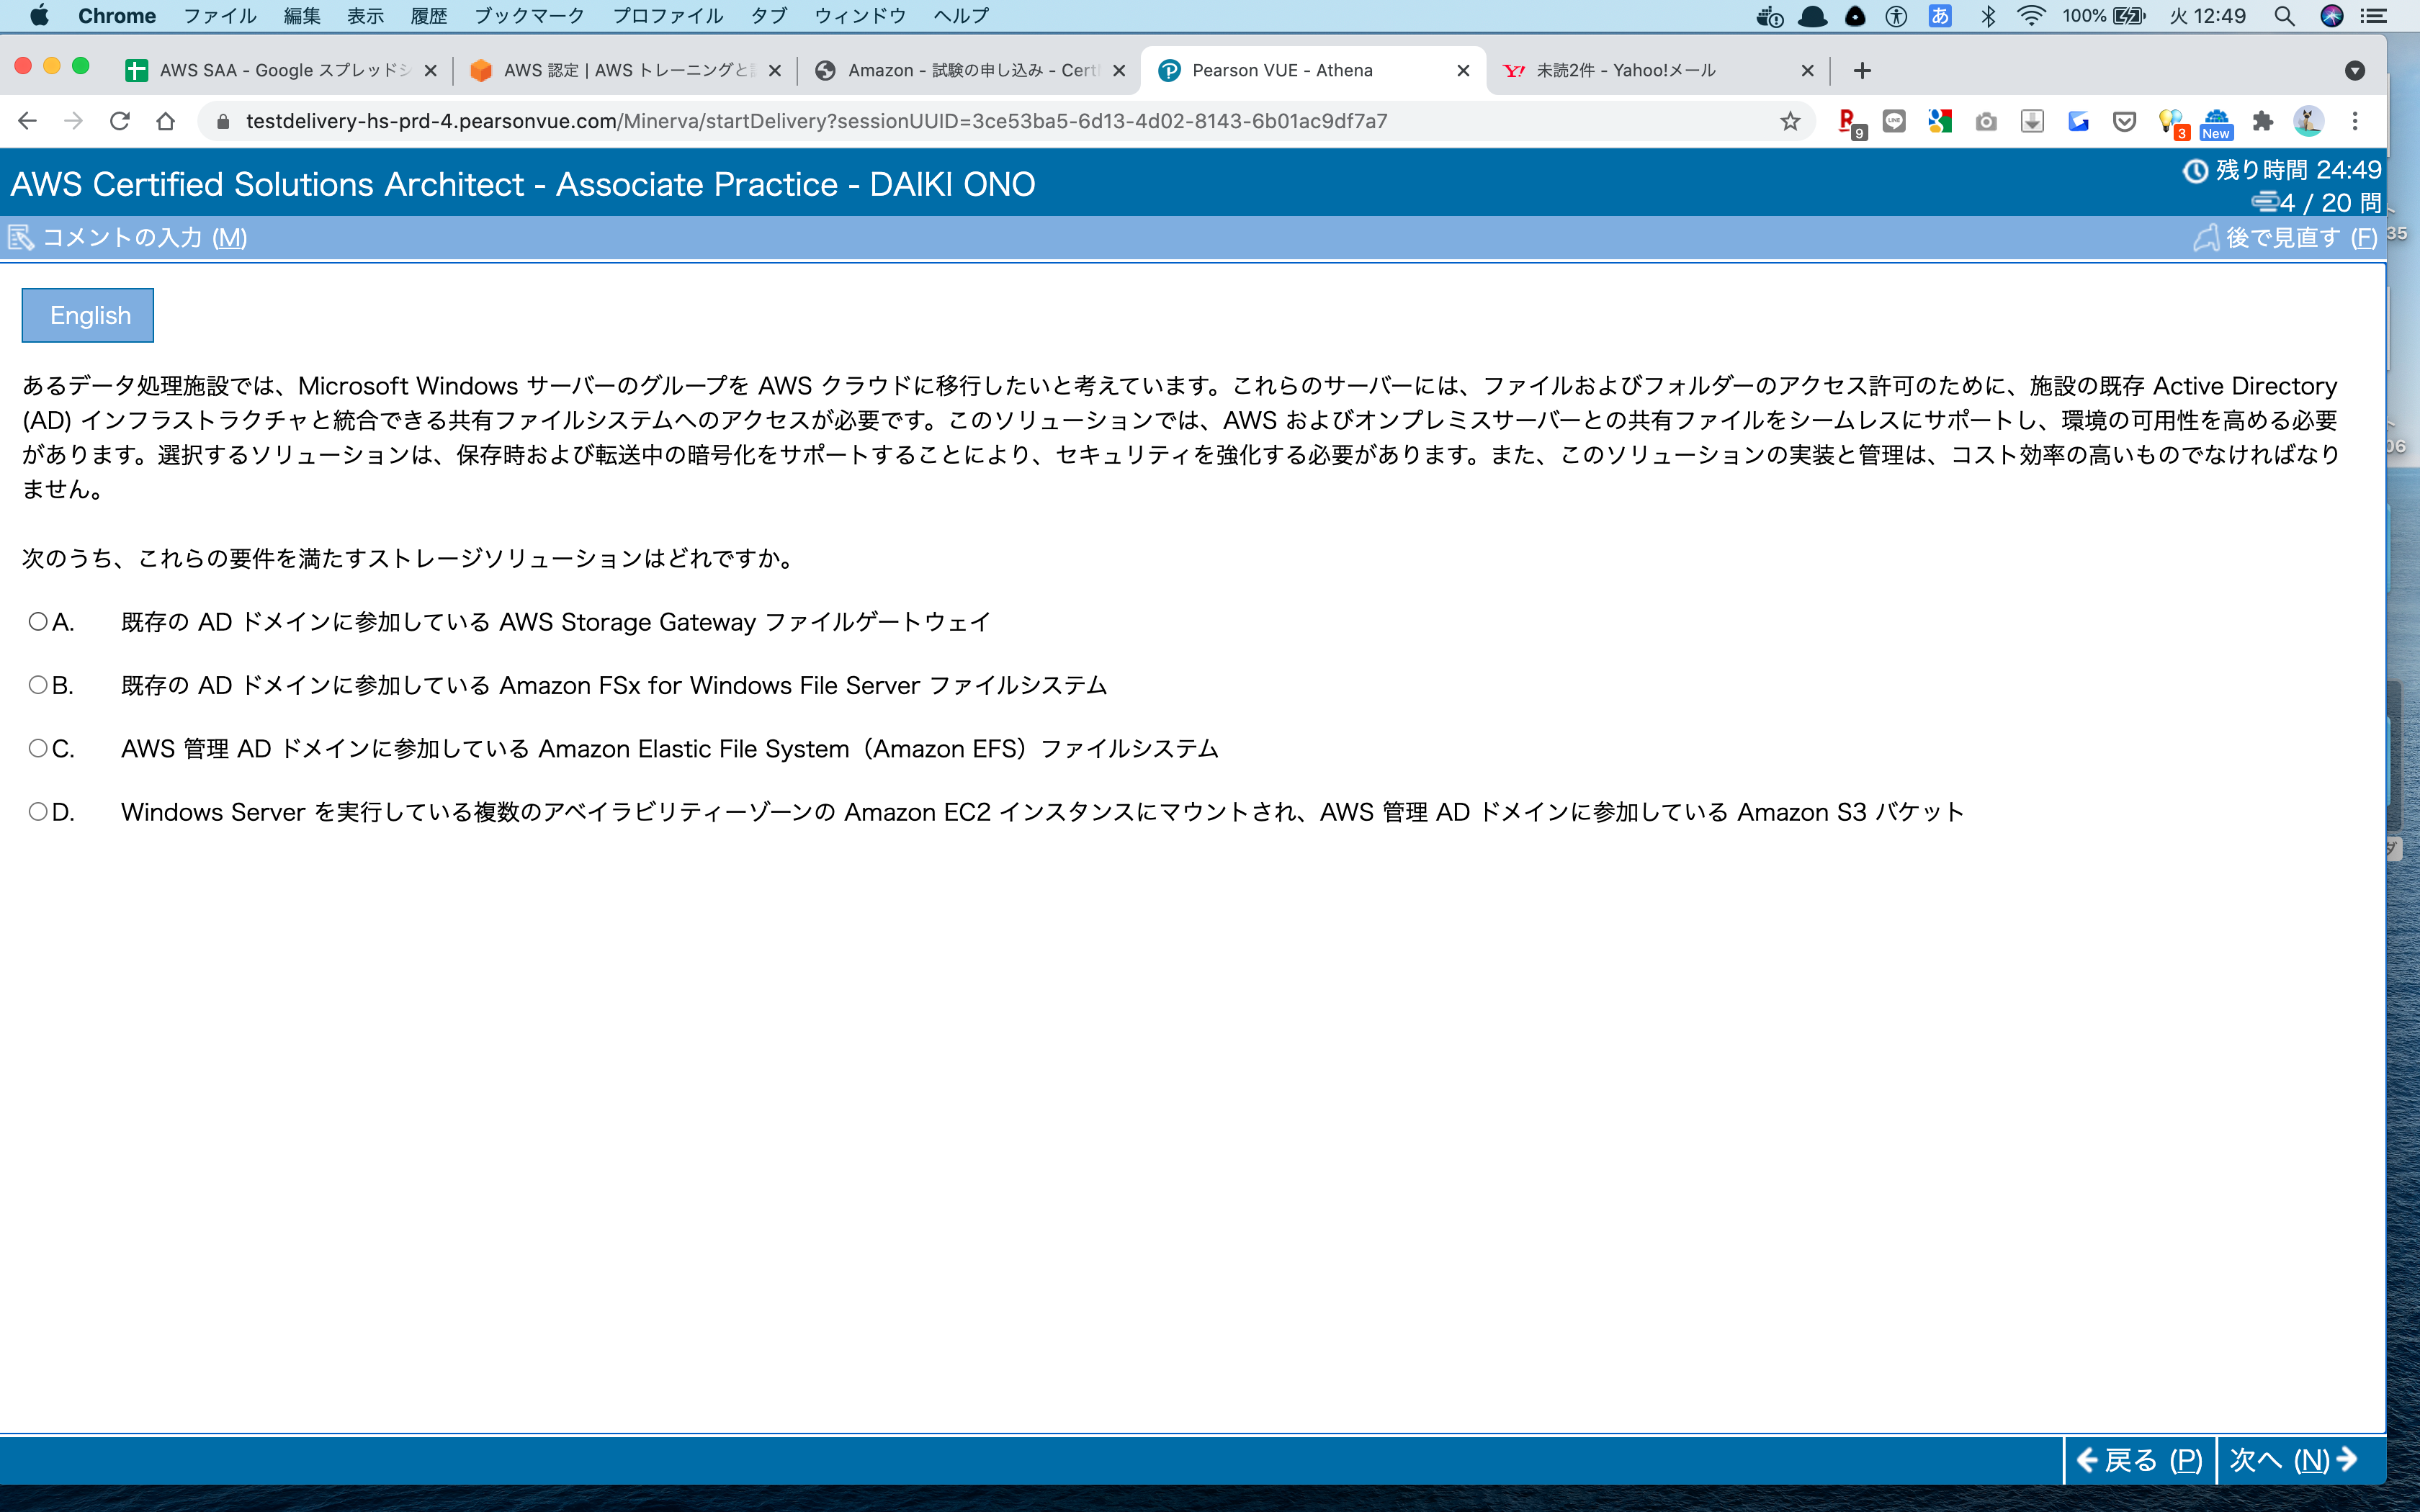 Chrome ファイル 編集 表示 履歴 ブックマーク プロファイル タブ ウィンドウ ヘルプ あ 100% 火 12:49
AWS SAA - Google スプレッドシ AWS 認定 | AWS トレーニングと Amazon - 試験の申し込み - Cert Pearson VUE - Athena Y! 未読2件 - Yahoo!メール
testdelivery-hs-prd-4.pearsonvue.com/Minerva/startDelivery?sessionUUID=3ce53ba5-6d13-4d02-8143-6b01ac9df7a7 R 9 LINE 3 New
AWS Certified Solutions Architect - Associate Practice - DAIKI ONO
残り時間 24:49
4 / 20 問
コメントの入力 (M) 後で見直す (F)
35
English
あるデータ処理施設では、Microsoft Windows サーバーのグループを AWS クラウドに移行したいと考えています。これらのサーバーには、ファイルおよびフォルダーのアクセス許可のために、施設の既存 Active Directory
(AD) インフラストラクチャと統合できる共有ファイルシステムへのアクセスが必要です。このソリューションでは、AWS およびオンプレミスサーバーとの共有ファイルをシームレスにサポートし、環境の可用性を高める必要
があります。選択するソリューションは、保存時および転送中の暗号化をサポートすることにより、セキュリティを強化する必要があります。また、このソリューションの実装と管理は、コスト効率の高いものでなければなり
ません。
06
次のうち、これらの要件を満たすストレージソリューションはどれですか。
A. 既存の AD ドメインに参加している AWS Storage Gateway ファイルゲートウェイ
B. 既存の AD ドメインに参加している Amazon FSx for Windows File Server ファイルシステム
C. AWS 管理 AD ドメインに参加している Amazon Elastic File System（Amazon EFS）ファイルシステム
D. Windows Server を実行している複数のアベイラビリティーゾーンの Amazon EC2 インスタンスにマウントされ、AWS 管理 AD ドメインに参加している Amazon S3 バケット
ダ
戻る (P) 次へ (N)